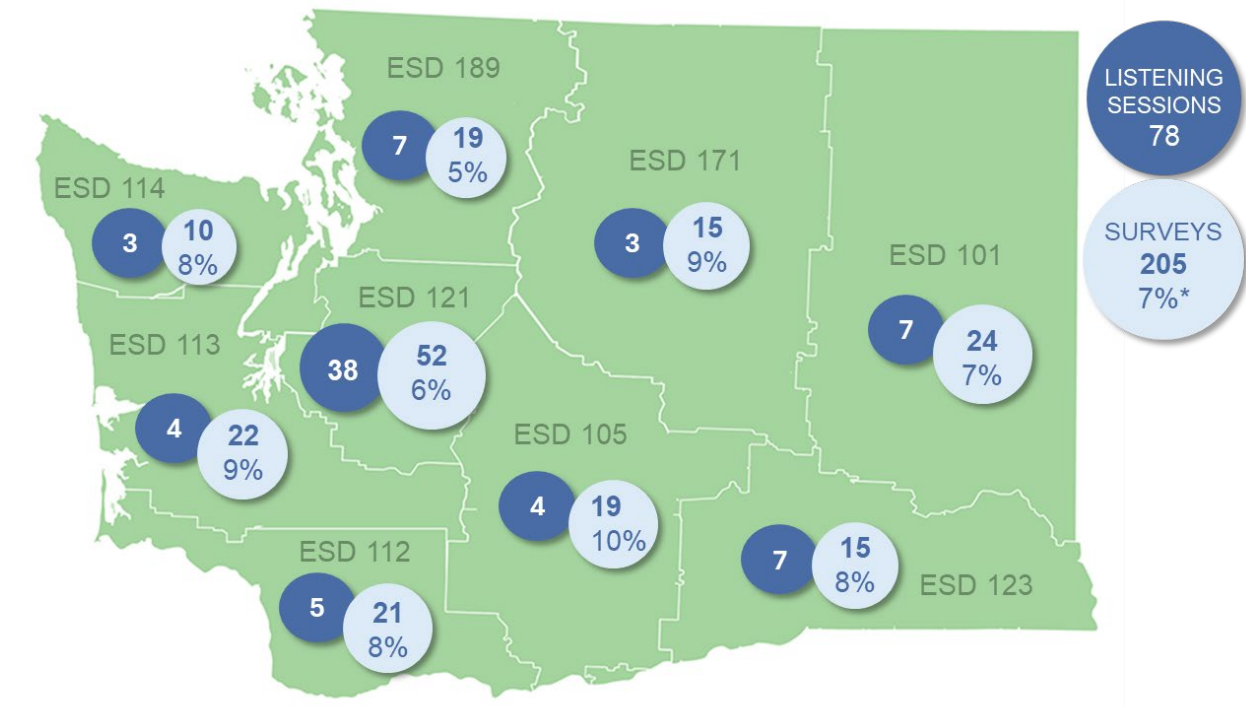 ESD 189
7
19
5%
ESD 114
3
10
8%
ESD 171
3
15
9%
ESD 101
7
24
7%
ESD 121
38
52
6%
ESD 113
4
22
9%
ESD 105
4
19
10%
ESD 112
5
21
8%
7
15
8%
ESD 123
LISTENING
SESSIONS
78
SURVEYS
205
7%*